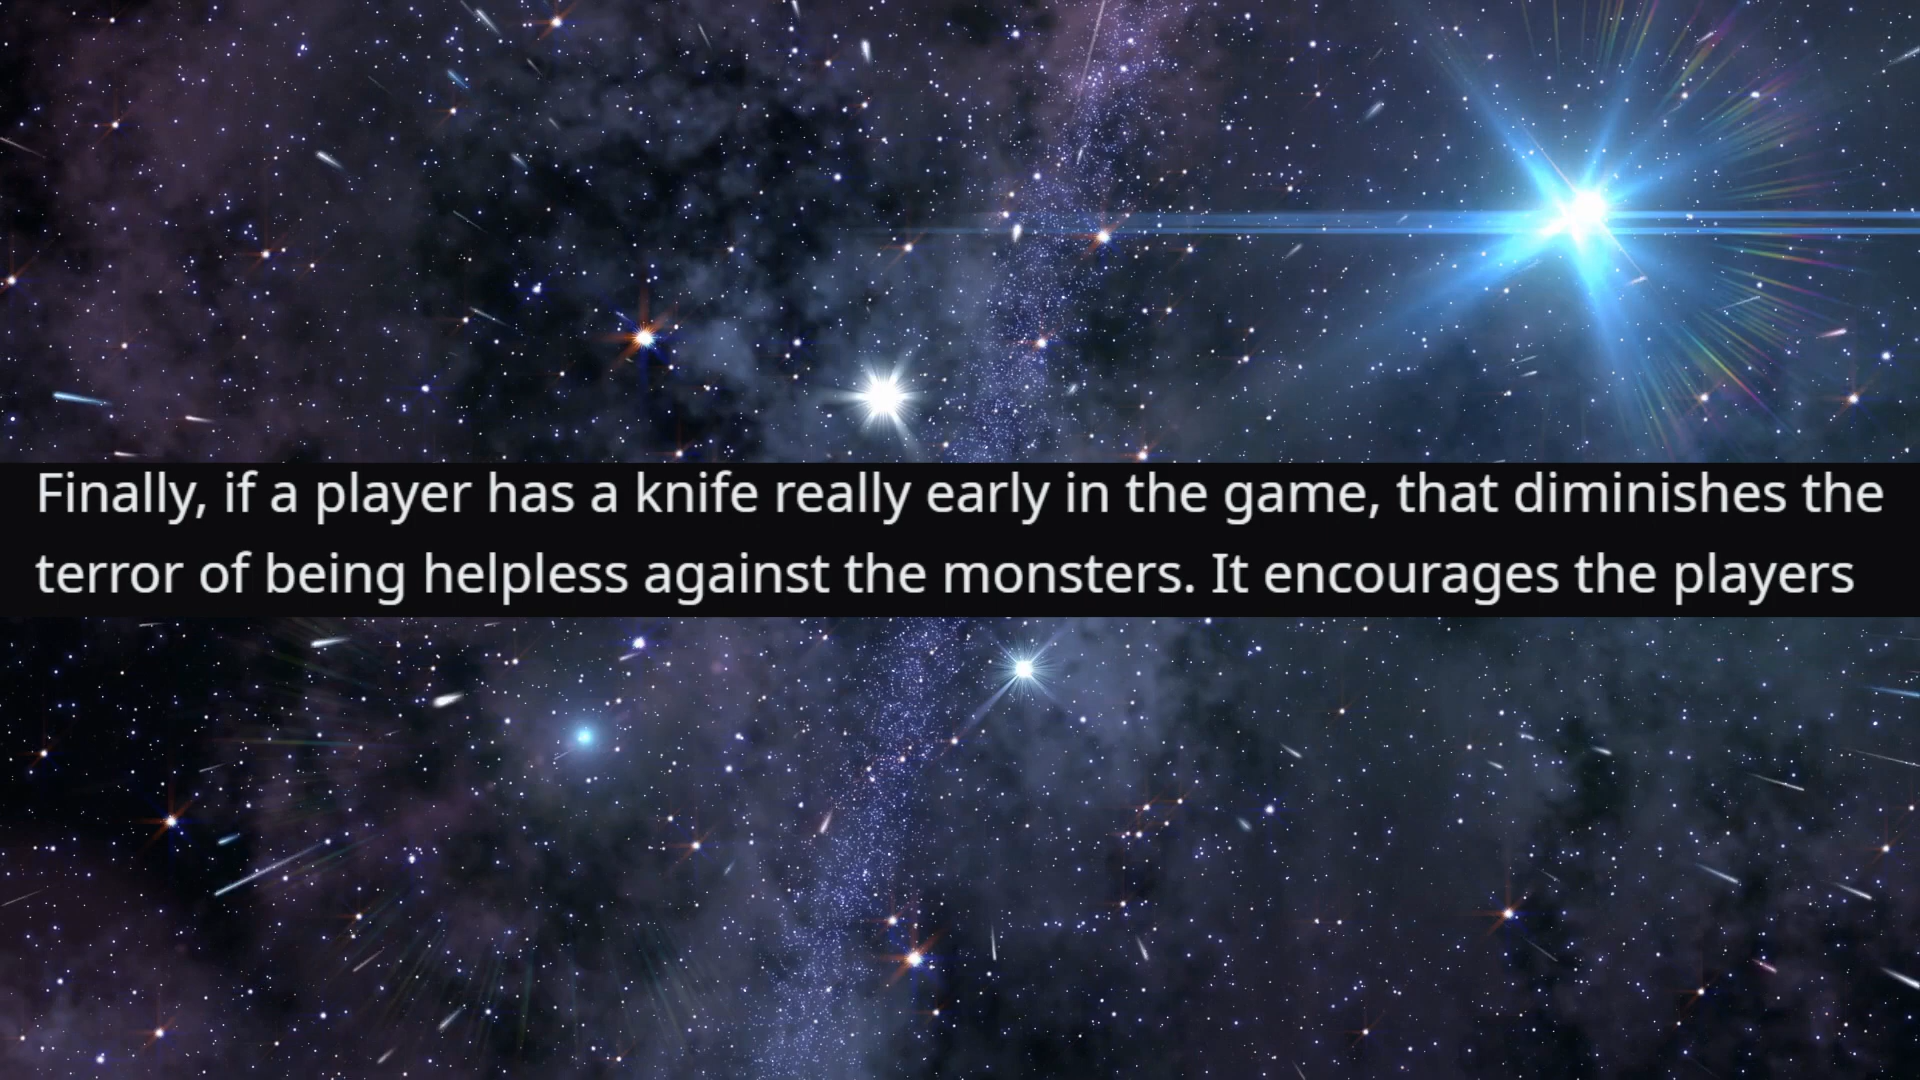 Finally, if a player has a knife really early in the game, that diminishes the
terror of being helpless against the monsters. It encourages the players